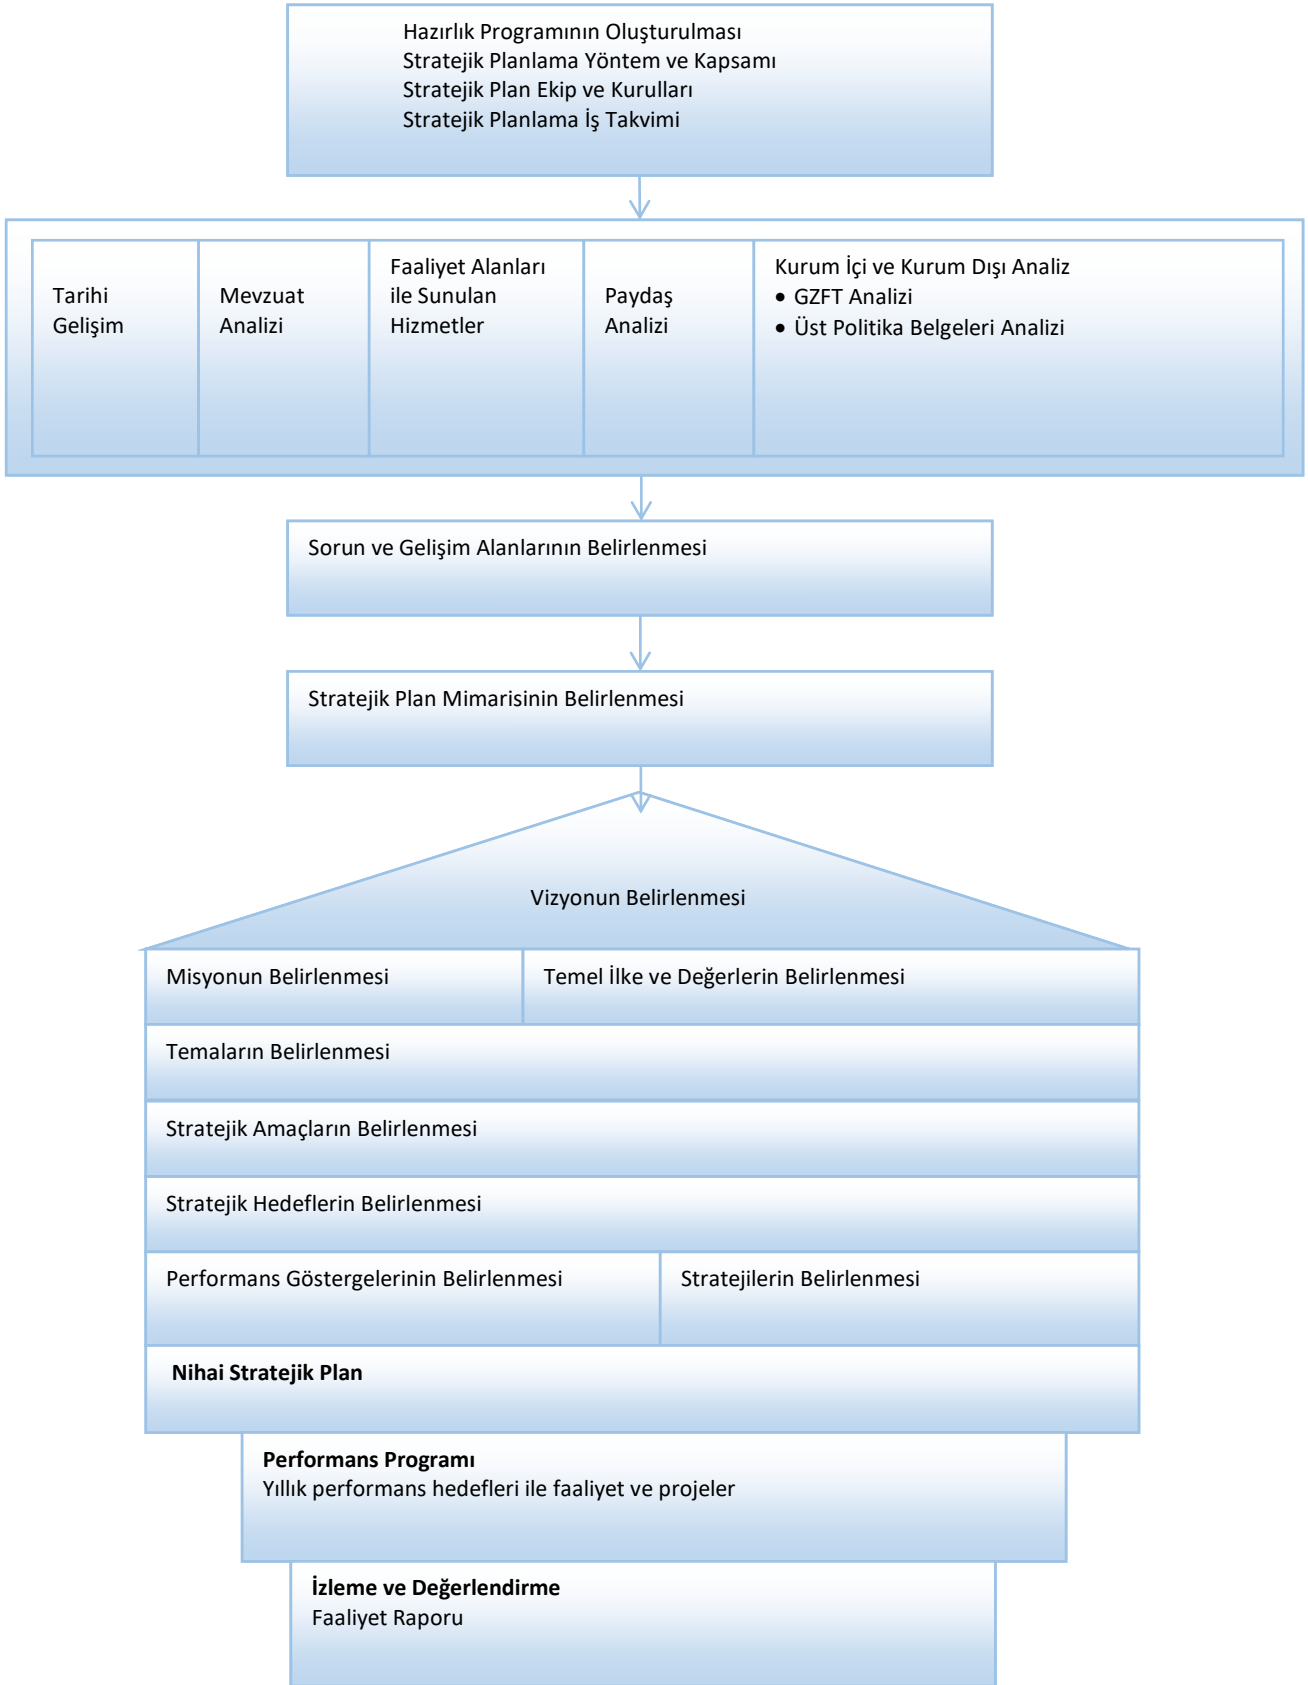 Hazırlık Programının Oluşturulması
Stratejik Planlama Yöntem ve Kapsamı
Stratejik Plan Ekip ve Kurulları
Stratejik Planlama İş Takvimi
Tarihi
Gelişim
Mevzuat
Analizi
Faaliyet Alanları
ile Sunulan
Hizmetler
Paydaş
Analizi
Kurum İçi ve Kurum Dışı Analiz
• GZFT Analizi
• Üst Politika Belgeleri Analizi
Sorun ve Gelişim Alanlarının Belirlenmesi
Stratejik Plan Mimarisinin Belirlenmesi
Vizyonun Belirlenmesi
Misyonun Belirlenmesi
Temel İlke ve Değerlerin Belirlenmesi
Temaların Belirlenmesi
Stratejik Amaçların Belirlenmesi
Stratejik Hedeflerin Belirlenmesi
Performans Göstergelerinin Belirlenmesi
Stratejilerin Belirlenmesi
Nihai Stratejik Plan
Performans Programı
Yıllık performans hedefleri ile faaliyet ve projeler
İzleme ve Değerlendirme
Faaliyet Raporu